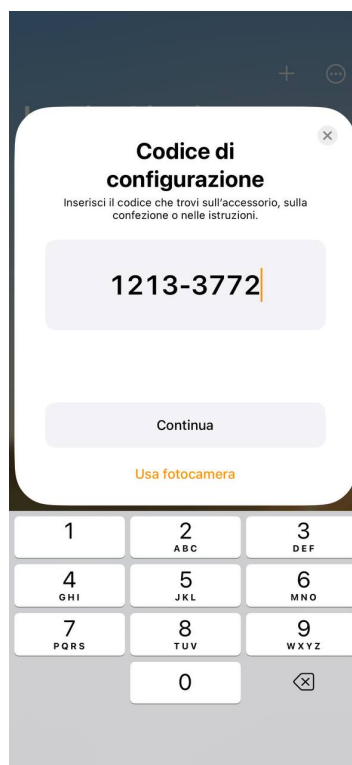 Codice di
configurazione
Inserisci il codice che trovi sull'accessorio, sulla
confezione o nelle istruzioni.
1213-3772
Continua
Usa fotocamera
1
2
ABC
3
DEF
4
GHI
5
JKL
6
MNO
7
PQRS
8
TUV
9
WXYZ
0